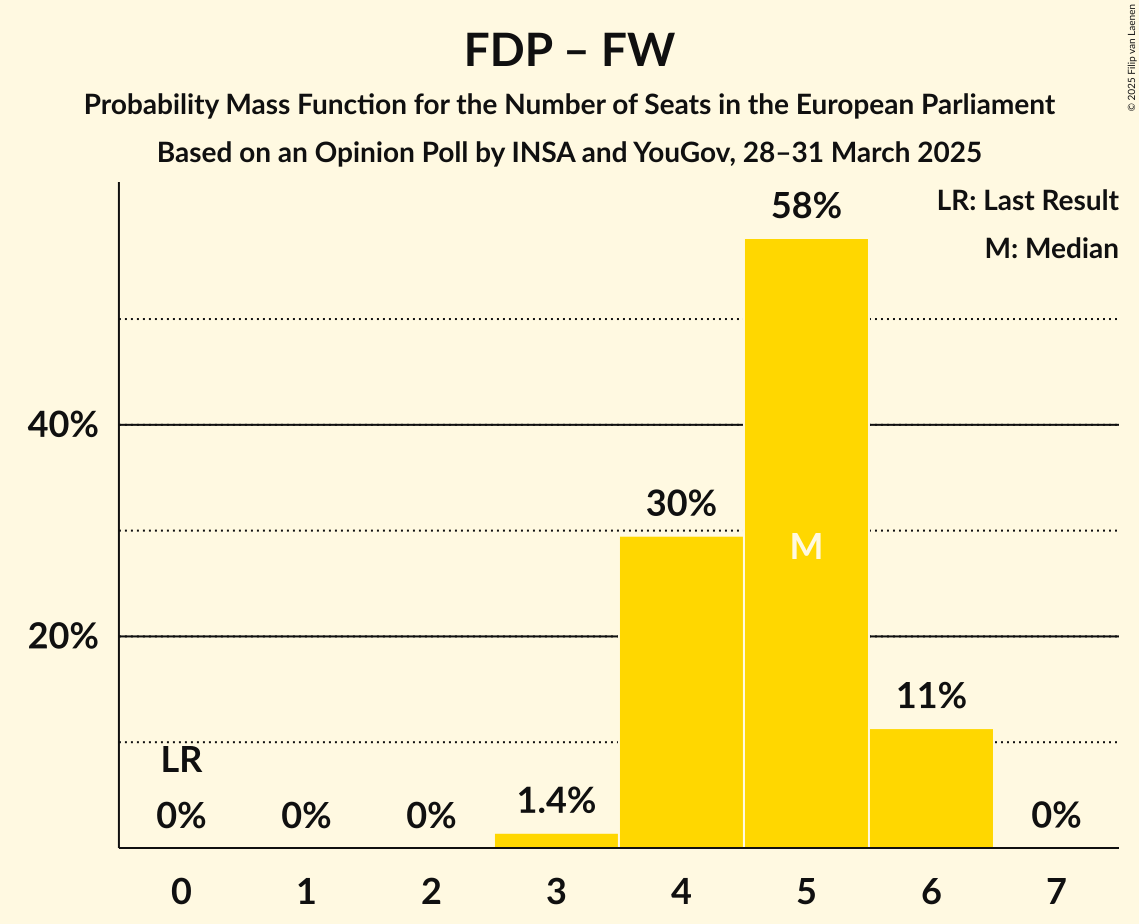 FDP – FW
Probability Mass Function for the Number of Seats in the European Parliament
Based on an Opinion Poll by INSA and YouGov, 28–31 March 2025
© 2025 Filip van Laenen
LR: Last Result
M: Median
58%
40%
30%
M
20%
11%
LR
0% 0% 0% 1.4% 0%
0 1 2 3 4 5 6 7